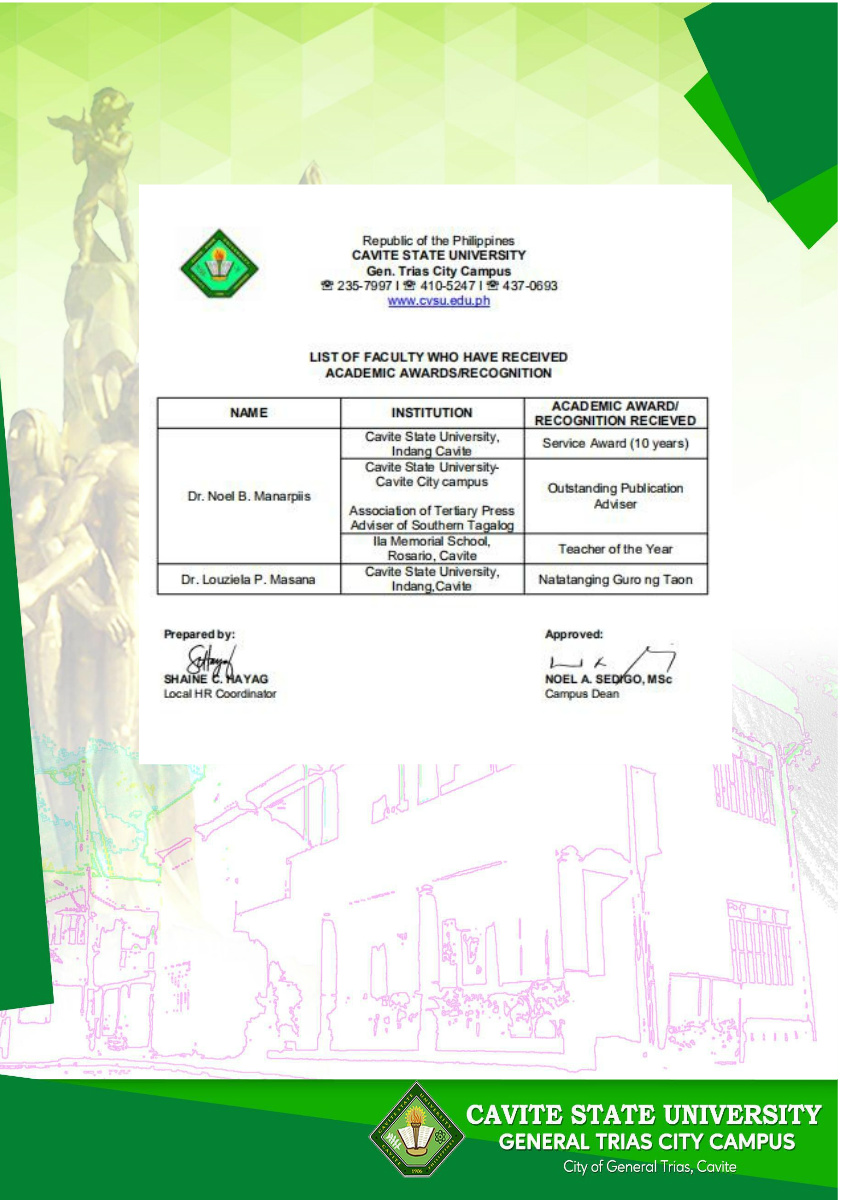 Republic of the Philippines
CAVITE STATE UNIVERSITY
Gen. Trias City Campus
☏ 235-7997 I ☏ 410-5247 I ☏ 437-0693
www.cvsu.edu.ph
LIST OF FACULTY WHO HAVE RECEIVED
ACADEMIC AWARDS/RECOGNITION
NAME
INSTITUTION
ACADEMIC AWARD/
RECOGNITION RECIEVED
Dr. Noel B. Manarpiis
Cavite State University,
Indang Cavite
Service Award (10 years)
Cavite State University-
Cavite City campus
Association of Tertiary Press
Adviser of Southern Tagalog
Outstanding Publication
Adviser
Ila Memorial School,
Rosario, Cavite
Teacher of the Year
Dr. Louziela P. Masana
Cavite State University,
Indang,Cavite
Natatanging Guro ng Taon
Prepared by:
SHAINE C. HAYAG
Local HR Coordinator
Approved:
NOEL A. SEDIGO, MSc
Campus Dean
1906
CAVITE STATE UNIVERSITY
GENERAL TRIAS CITY CAMPUS
City of General Trias, Cavite